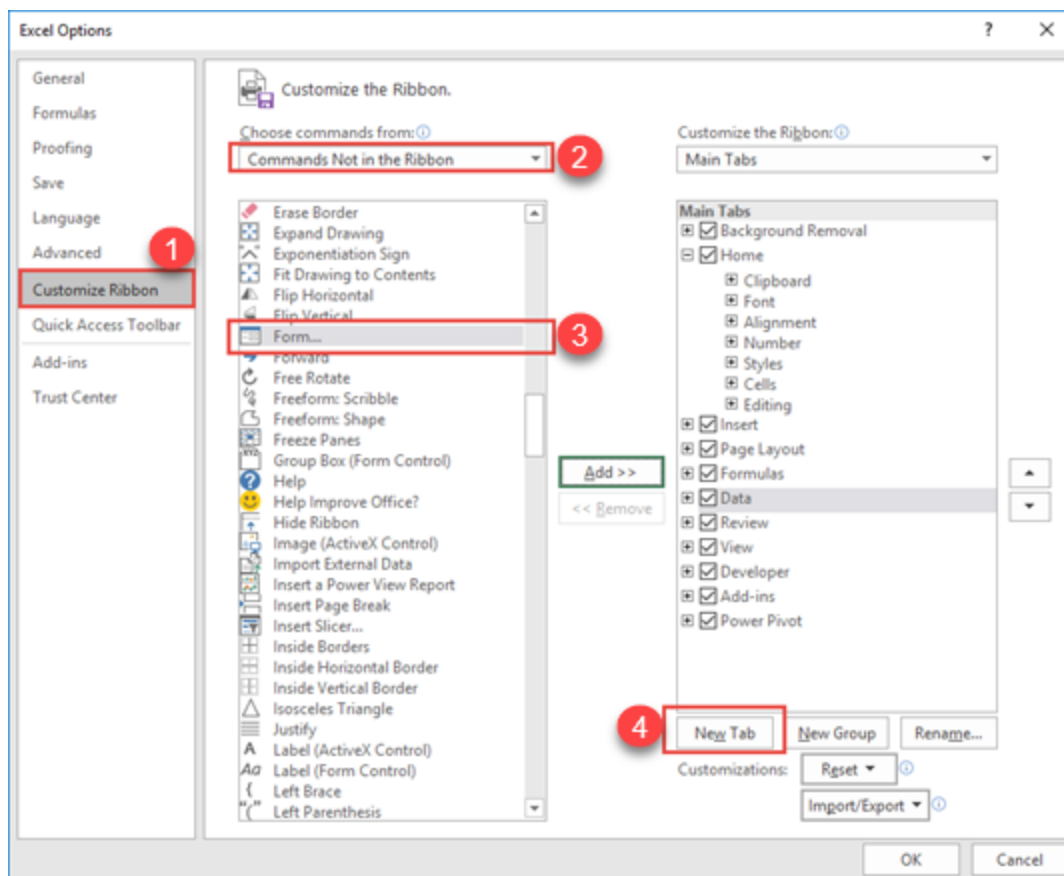 Excel Options
?
General
Formulas
Proofing
Save
Language
Advanced
1
Customize Ribbon
Quick Access Toolbar
Add-ins
Trust Center
Customize the Ribbon.
Choose commands from:
Commands Not in the Ribbon
2
Erase Border
Expand Drawing
Exponentiation Sign
Fit Drawing to Contents
Flip Horizontal
Flip Vertical
Form...
3
Forward
Free Rotate
Freeform: Scribble
Freeform: Shape
Freeze Panes
Group Box (Form Control)
Help
Help Improve Office?
Hide Ribbon
Image (ActiveX Control)
Import External Data
Insert a Power View Report
Insert Page Break
Insert Slicer...
Inside Borders
Inside Horizontal Border
Inside Vertical Border
Isosceles Triangle
Justify
Label (ActiveX Control)
Label (Form Control)
Left Brace
Left Parenthesis
Add >>
<< Remove
Customize the Ribbon:
Main Tabs
Main Tabs
Background Removal
Home
Clipboard
Font
Alignment
Number
Styles
Cells
Editing
Insert
Page Layout
Formulas
Data
Review
View
Developer
Add-ins
Power Pivot
4
New Tab
New Group
Rename...
Customizations:
Reset
Import/Export
OK
Cancel